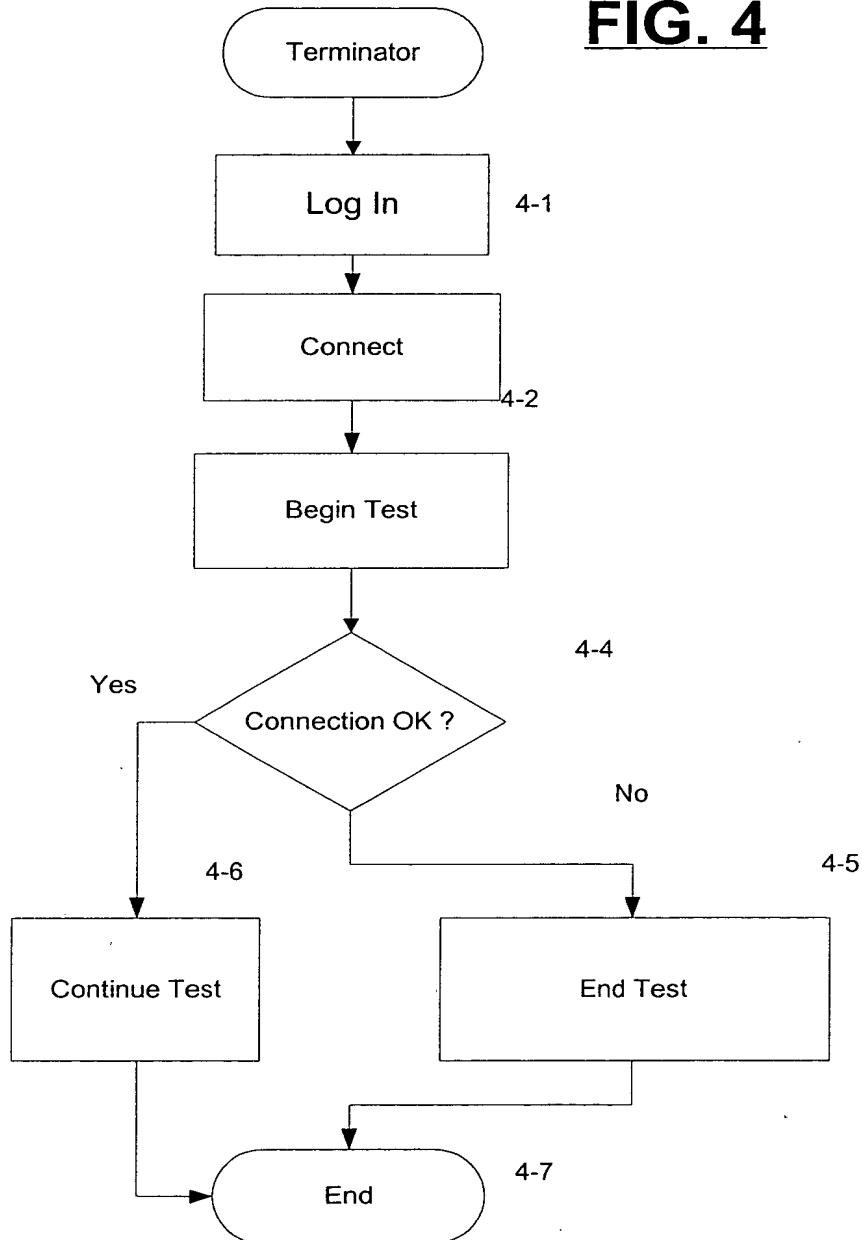 FIG. 4
Terminator
Log In
4-1
Connect
4-2
Begin Test
4-4
Yes
Connection OK ?
No
4-6
4-5
Continue Test
End Test
4-7
End